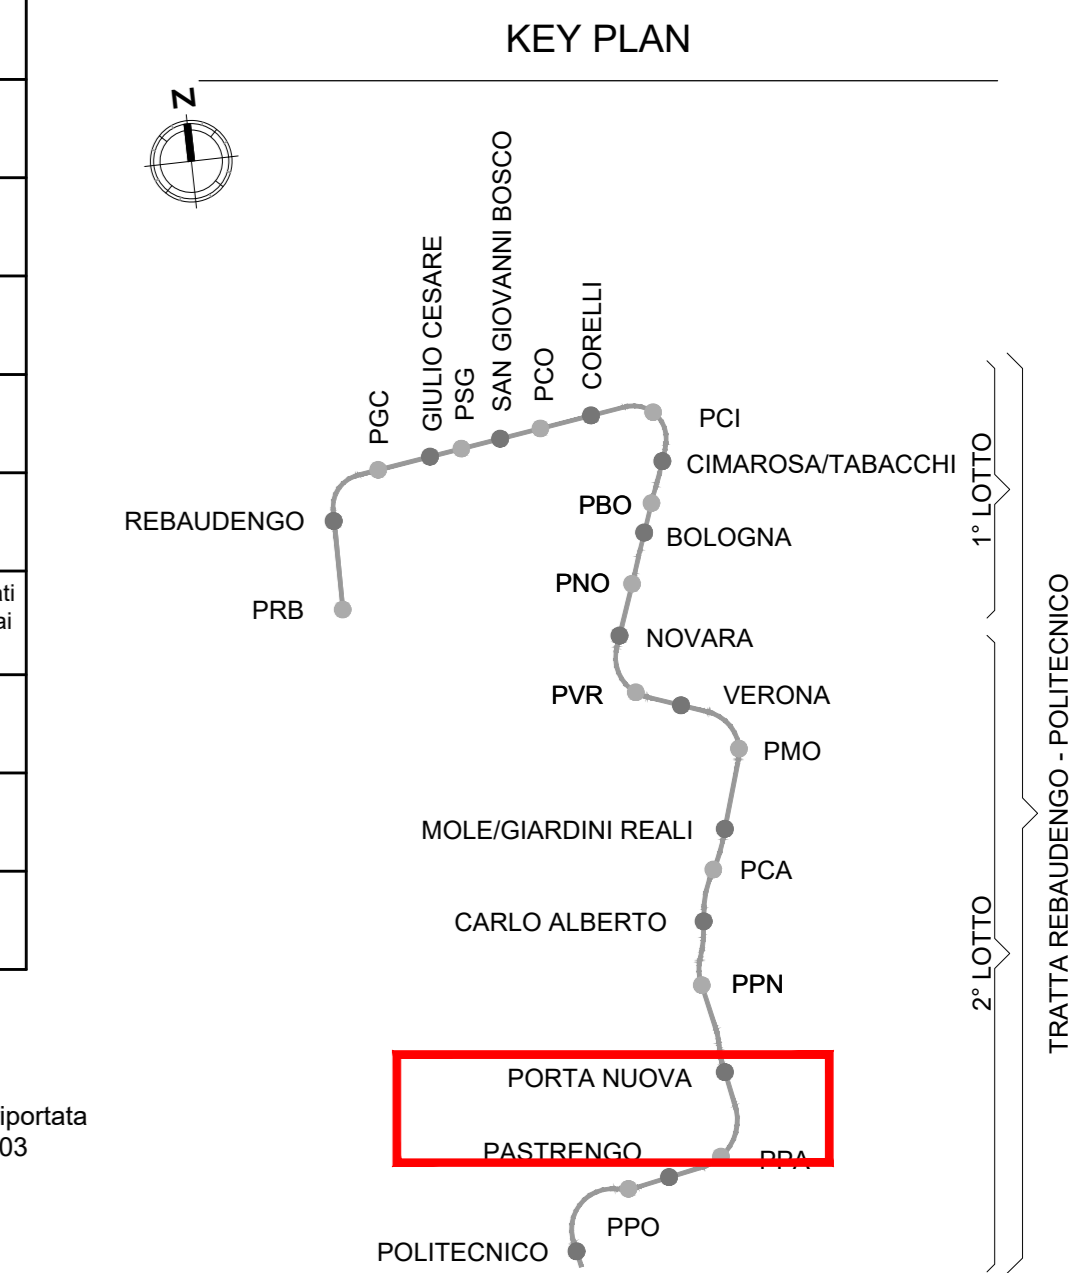 KEY PLAN
N
SAN GIOVANNI BOSCO
GIULIO CESARE
CORELLI
PCO
PSG
PGC
PCI
CIMAROSA/TABACCHI
1° LOTTO
PBO
REBAUDENGO
BOLOGNA
PNO
ati
ai
PRB
NOVARA
PVR
VERONA
PMO
TRATTA REBAUDENGO - POLITECNICO
MOLE/GIARDINI REALI
PCA
CARLO ALBERTO
2° LOTTO
PPN
PORTA NUOVA
iportata
03
PASTRENGO
PPA
PPO
POLITECNICO